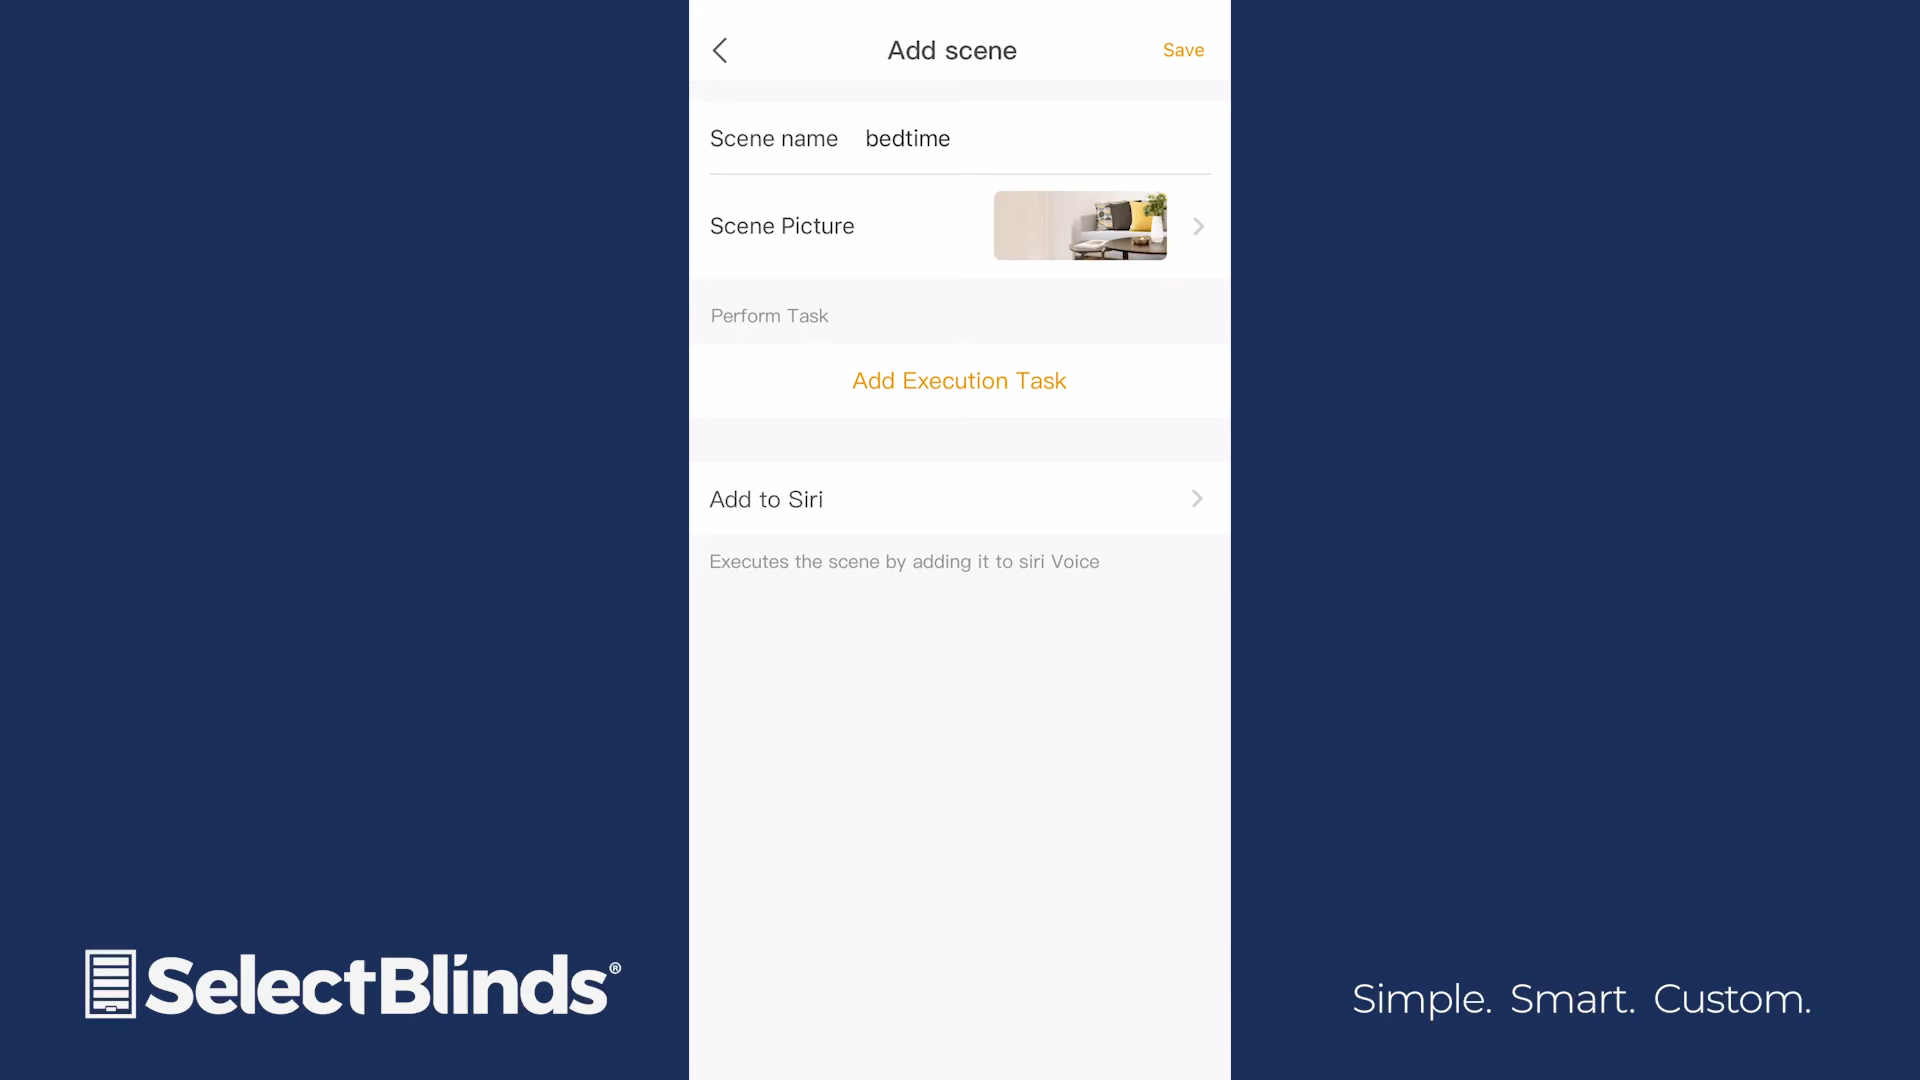 Add scene
Save
Scene name bedtime
Scene Picture
Perform Task
Add Execution Task
Add to Siri
Executes the scene by adding it to siri Voice
SelectBlinds®
Simple. Smart. Custom.